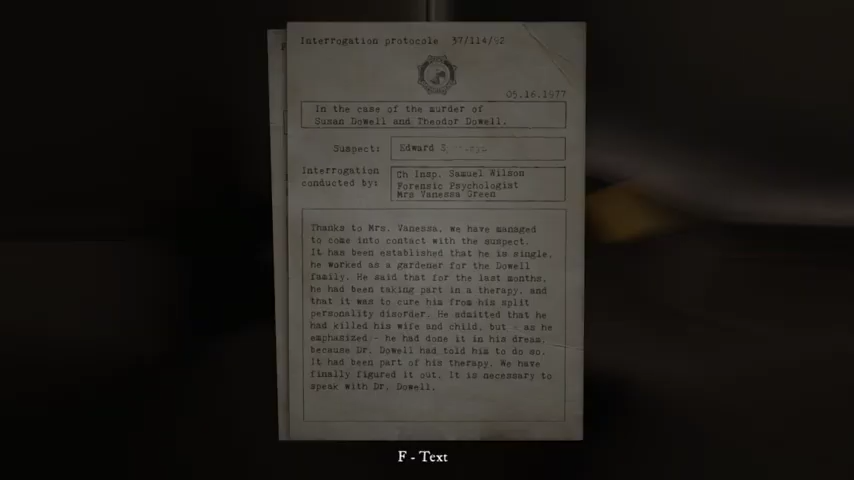 Interrogation protocole 37/114/92
05.16.1977
In the case of the murder of
Susan Dowell and Theodor Dowell.
Suspect: Edward
Interrogation
conducted by:
Ch Insp. Samuel Wilson
Forensic Psychologist
Mrs Vanessa Green
Thanks to Mrs. Vanessa, we have managed
to come into contact with the suspect.
It has been established that he is single,
he worked as a gardener for the Dowell
family. He said that for the last months,
he had been taking part in a therapy, and
that it was to cure him from his split
personality disorder. He admitted that he
had killed his wife and child, but - as he
emphasized - he had done it in his dream,
because Dr. Dowell had told him to do so.
It had been part of his therapy. We have
finally figured it out. It is necessary to
speak with Dr. Dowell.
F - Text